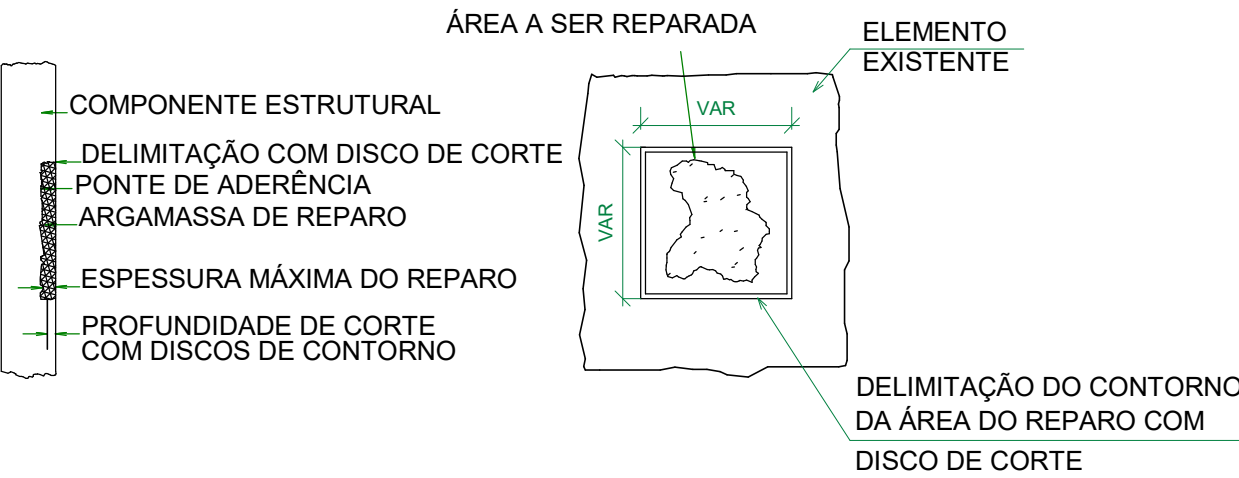 ÁREA A SER REPARADA
ELEMENTO
EXISTENTE
COMPONENTE ESTRUTURAL
DELIMITAÇÃO COM DISCO DE CORTE
PONTE DE ADERÊNCIA
ARGAMASSA DE REPARO
ESPESSURA MÁXIMA DO REPARO
PROFUNDIDADE DE CORTE
COM DISCOS DE CONTORNO
VAR
VAR
DELIMITAÇÃO DO CONTORNO
DA ÁREA DO REPARO COM
DISCO DE CORTE